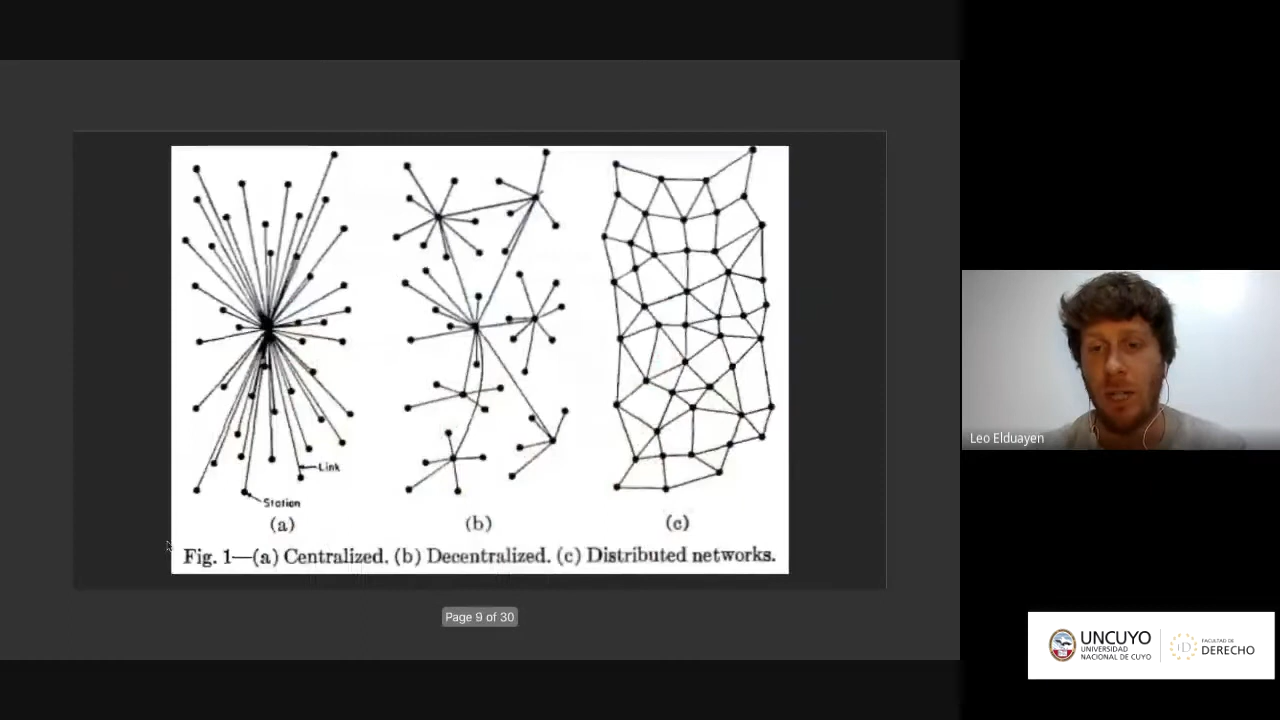 Link
Station
(a)
(b)
(c)
Fig. 1—(a) Centralized. (b) Decentralized. (c) Distributed networks.
Page 9 of 30
Leo Elduayen
UNCUYO
UNIVERSIDAD
NACIONAL DE CUYO
FACULTAD DE
DERECHO